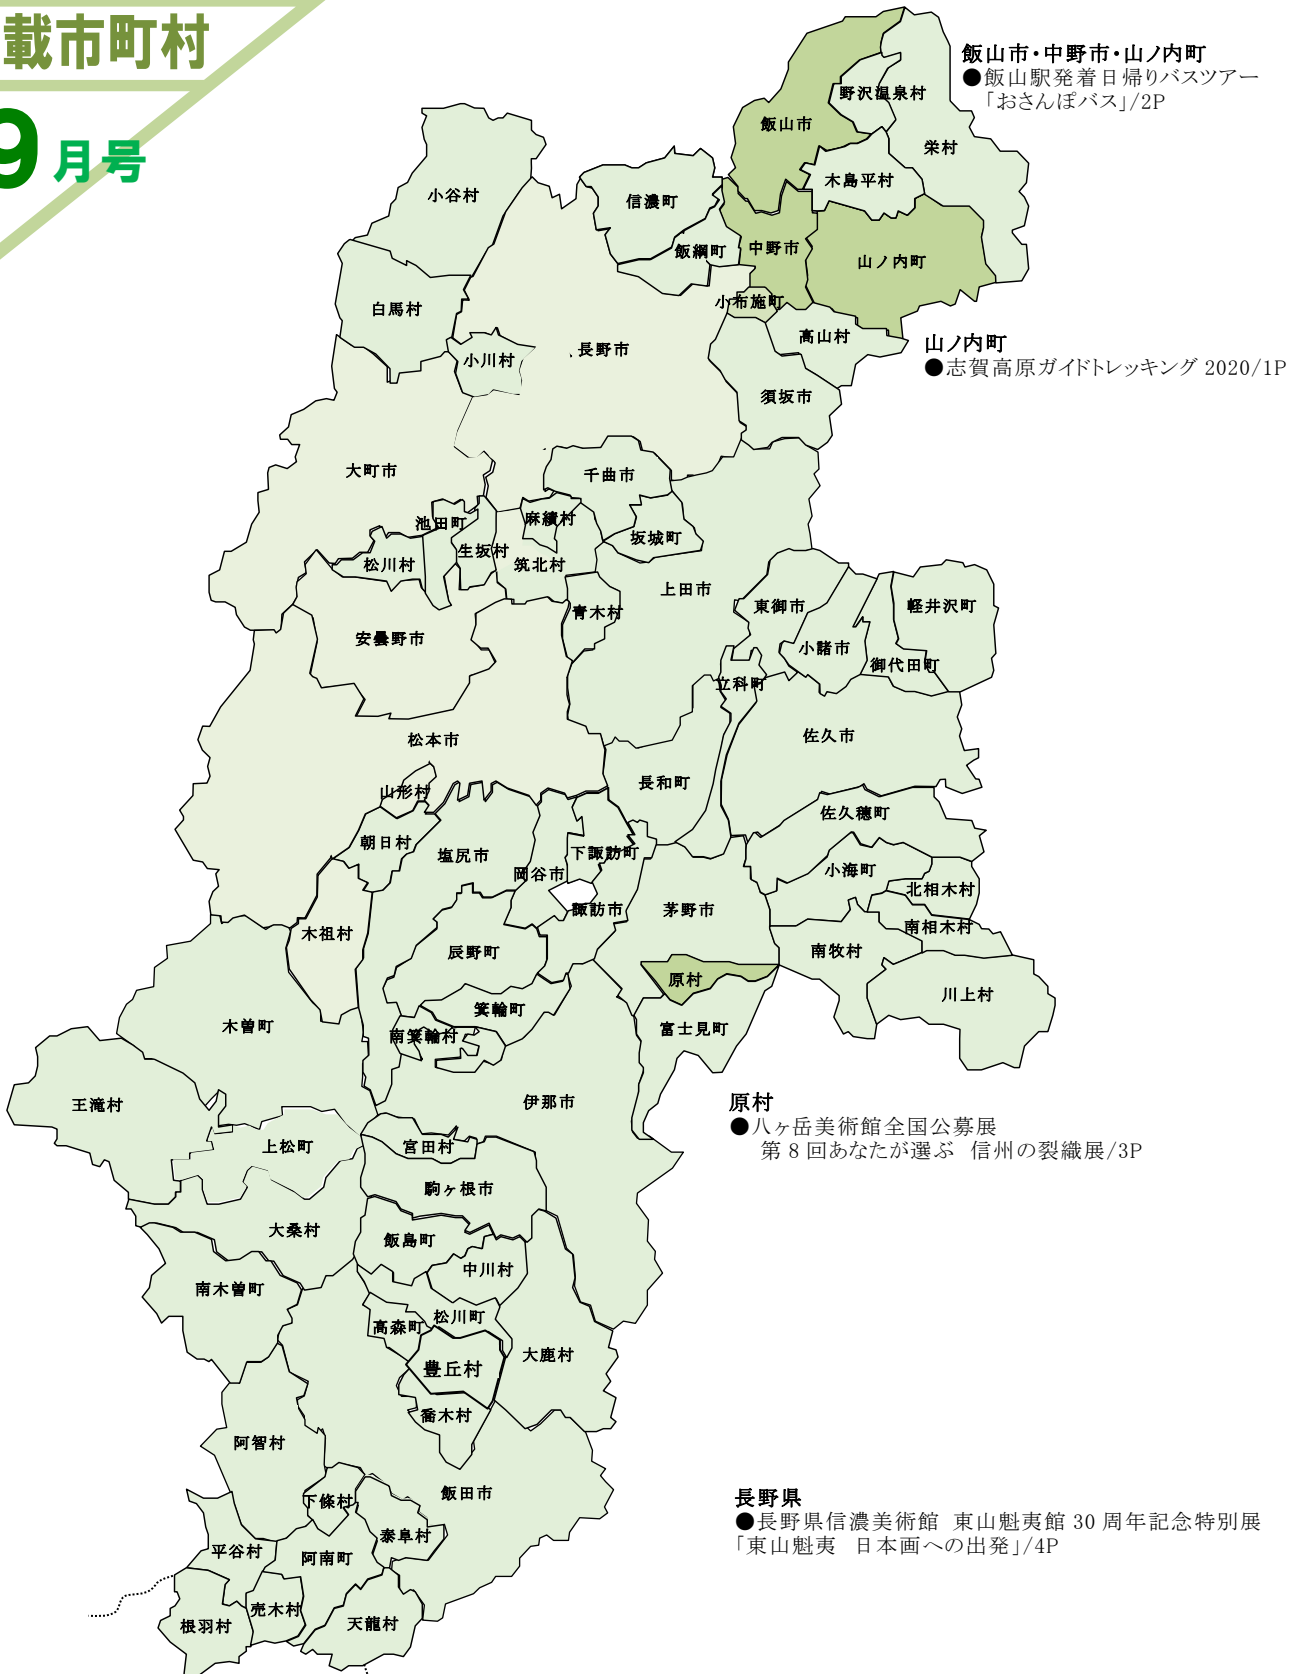 載市町村
9月号
飯山市・中野市・山ノ内町
●飯山駅発着日帰りバスツアー
「おさんぽバス」/2P
野沢温泉村
飯山市
栄村
木島平村
小谷村
信濃町
飯綱町
中野市
山ノ内町
白馬村
小布施町
高山村
山ノ内町
●志賀高原ガイドトレッキング 2020/1P
小川村
長野市
須坂市
大町市
千曲市
池田町
麻績村
坂城町
生坂村
松川村
筑北村
上田市
青木村
東御市
軽井沢町
安曇野市
小諸市
御代田町
立科町
松本市
佐久市
長和町
山形村
佐久穂町
朝日村
塩尻市
下諏訪町
岡谷市
小海町
北相木村
諏訪市
茅野市
木祖村
南相木村
辰野町
南牧村
原村
川上村
箕輪町
木曽町
南箕輪村
富士見町
王滝村
伊那市
原村
●八ヶ岳美術館全国公募展
第8回あなたが選ぶ 信州の裂織展/3P
上松町
宮田村
駒ヶ根市
大桑村
飯島町
中川村
南木曽町
松川町
高森町
大鹿村
豊丘村
喬木村
阿智村
飯田市
下條村
長野県
●長野県信濃美術館 東山魁夷館 30 周年記念特別展
「東山魁夷 日本画への出発」/4P
泰阜村
平谷村
阿南町
売木村
根羽村
天龍村